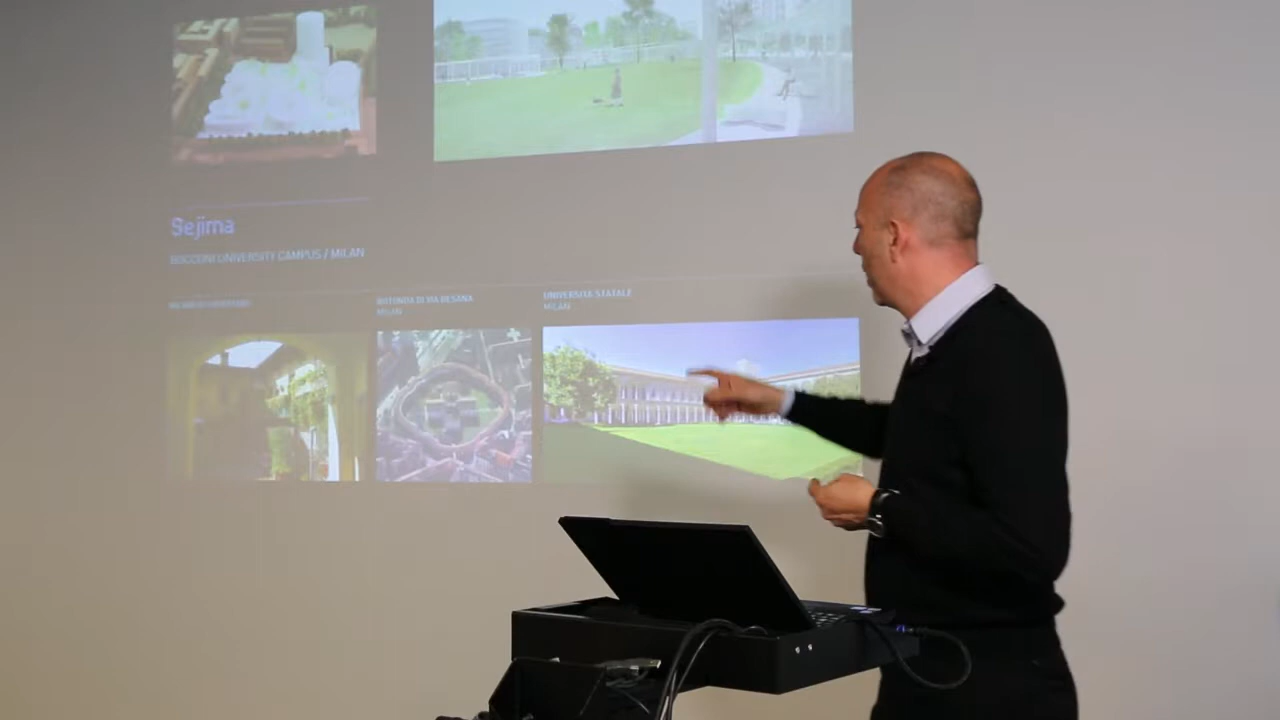 Sejima
BOCCONI UNIVERSITY CAMPUS / MILAN
ROTONDA DI VIA BESANA
MILAN
UNIVERSITÀ STATALE
MILAN